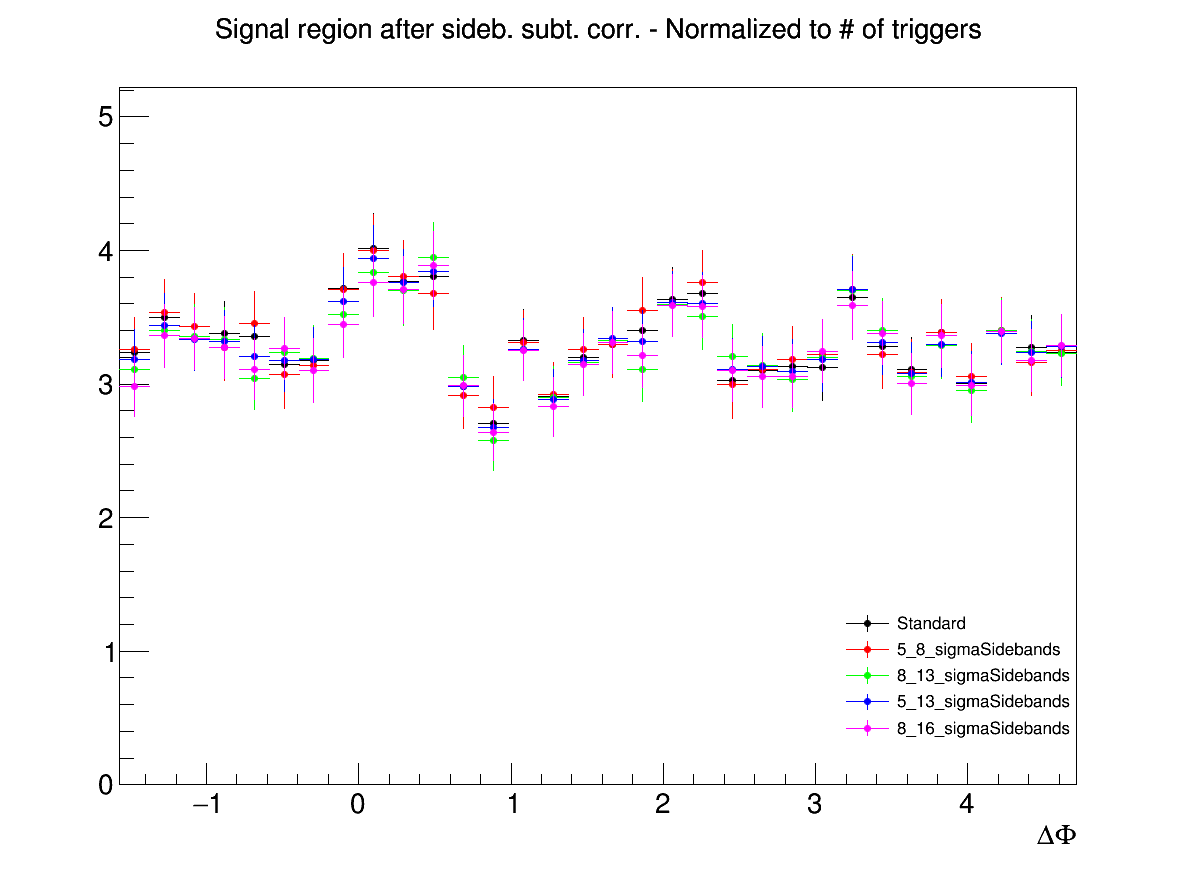 Signal region after sideb. subt. corr. - Normalized to # of triggers
5
4
3
2
1
0
Standard
5_8_sigmaSidebands
8_13_sigmaSidebands
5_13_sigmaSidebands
8_16_sigmaSidebands
−1 0 1 2 3 4
ΔΦ